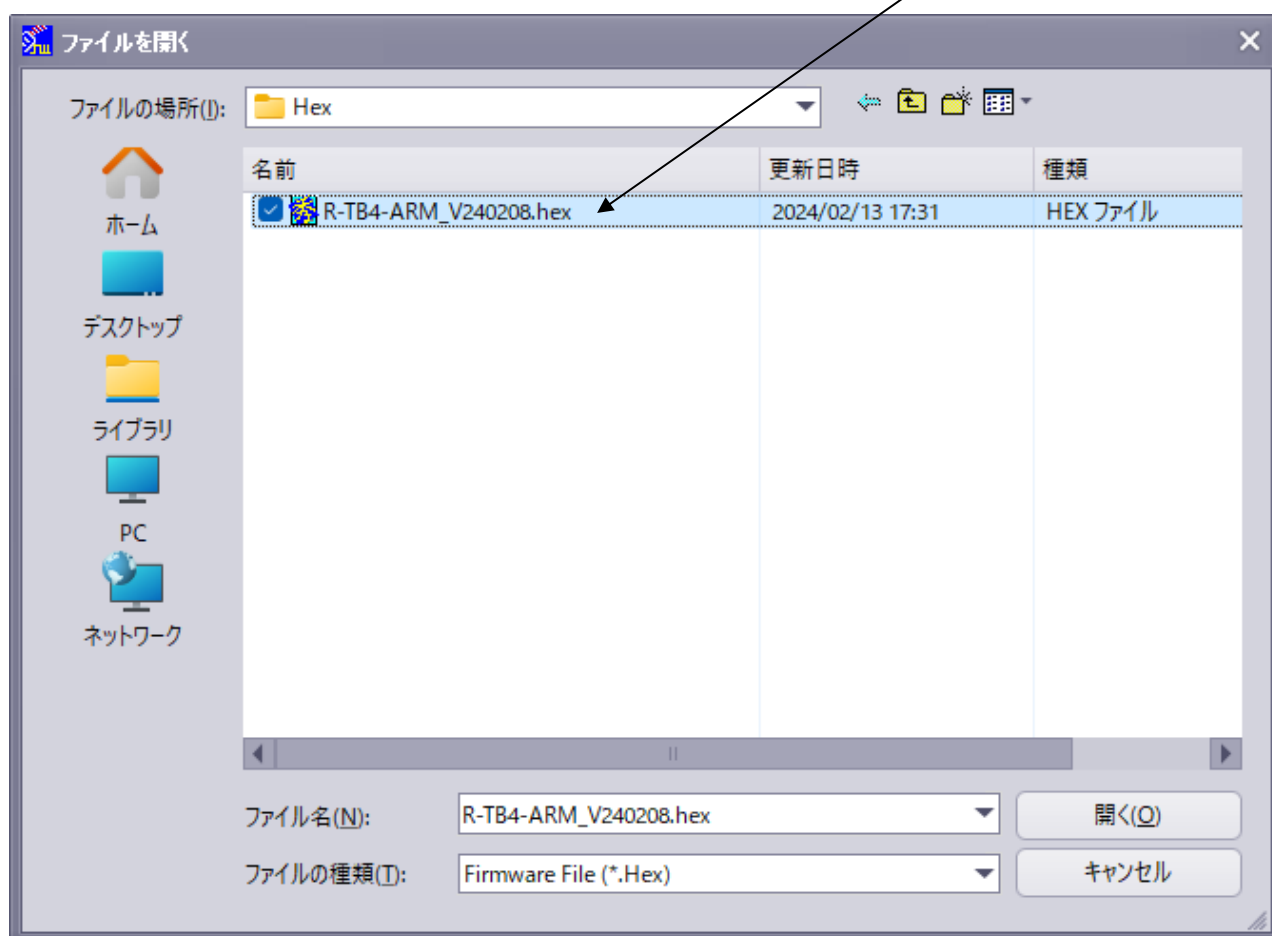 ファイルを開く
ファイルの場所(I):
Hex
名前 更新日時 種類
R-TB4-ARM_V240208.hex 2024/02/13 17:31 HEX ファイル
ホーム
デスクトップ
ライブラリ
PC
ネットワーク
ファイル名(N): R-TB4-ARM_V240208.hex 開く(O)
ファイルの種類(T): Firmware File (*.Hex) キャンセル